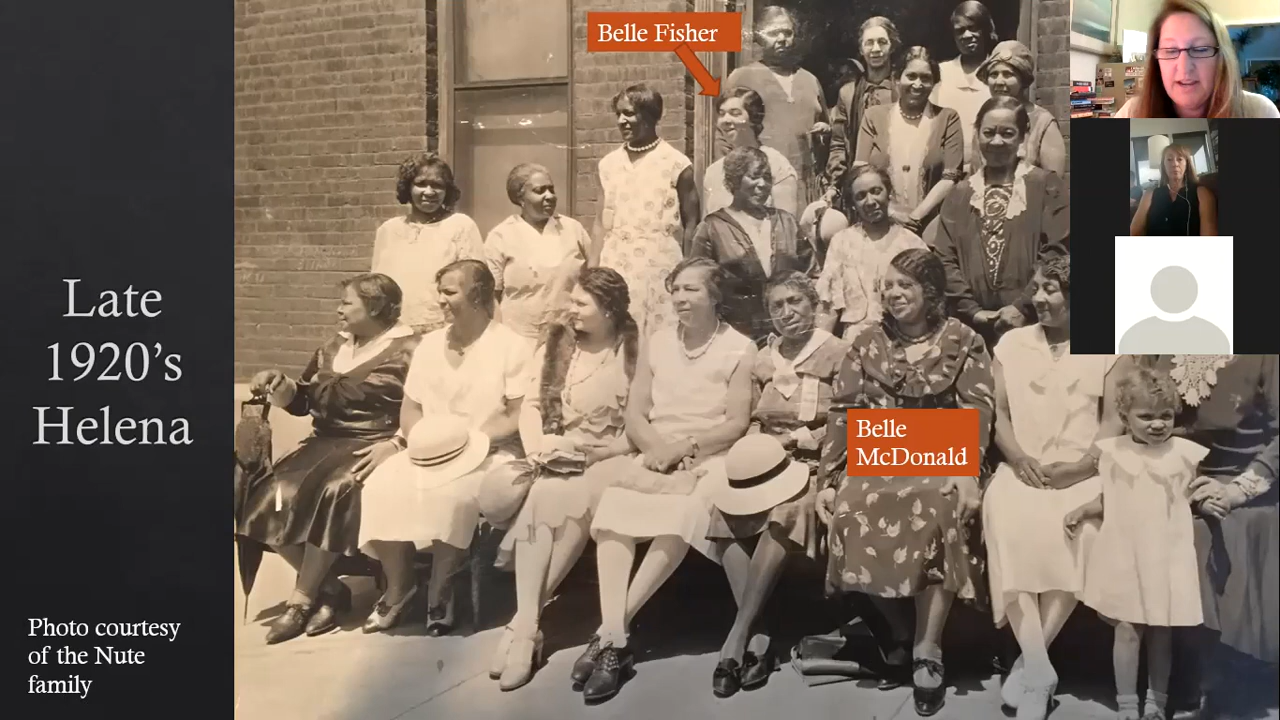 Belle Fisher
Late
1920’s
Helena
Belle
McDonald
Photo courtesy
of the Nute
family